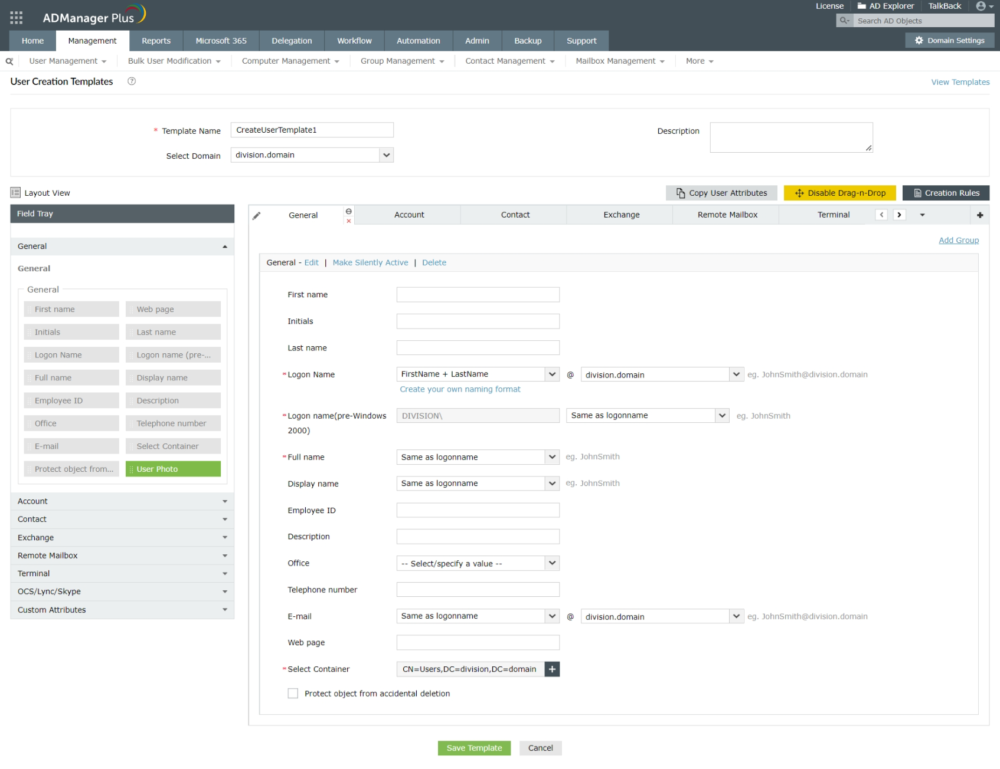 License
AD Explorer
TalkBack
ADManager Plus
Search AD Objects
Home
Management
Reports
Microsoft 365
Delegation
Workflow
Automation
Admin
Backup
Support
Domain Settings
User Management
Bulk User Modification
Computer Management
Group Management
Contact Management
Mailbox Management
More
User Creation Templates
?
View Templates
* Template Name
CreateUserTemplate1
Description
Select Domain
division.domain
Layout View
Copy User Attributes
Disable Drag-n-Drop
Creation Rules
Field Tray
General
General
General
First name
Web page
Initials
Last name
Logon Name
Logon name (pre-...
Full name
Display name
Employee ID
Description
Office
Telephone number
E-mail
Select Container
Protect object from...
User Photo
Account
Contact
Exchange
Remote Mailbox
Terminal
OCS/Lync/Skype
Custom Attributes
General
Account
Contact
Exchange
Remote Mailbox
Terminal
Add Group
General - Edit | Make Silently Active | Delete
First name
Initials
Last name
*Logon Name
FirstName + LastName
@
division.domain
eg. JohnSmith@division.domain
Create your own naming format
*Logon name(pre-Windows
2000)
DIVISION\
Same as logonname
eg. JohnSmith
*Full name
Same as logonname
eg. JohnSmith
Display name
Same as logonname
eg. JohnSmith
Employee ID
Description
Office
-- Select/specify a value --
Telephone number
E-mail
Same as logonname
@
division.domain
eg. JohnSmith@division.domain
Web page
*Select Container
CN=Users,DC=division,DC=domain
Protect object from accidental deletion
Save Template
Cancel